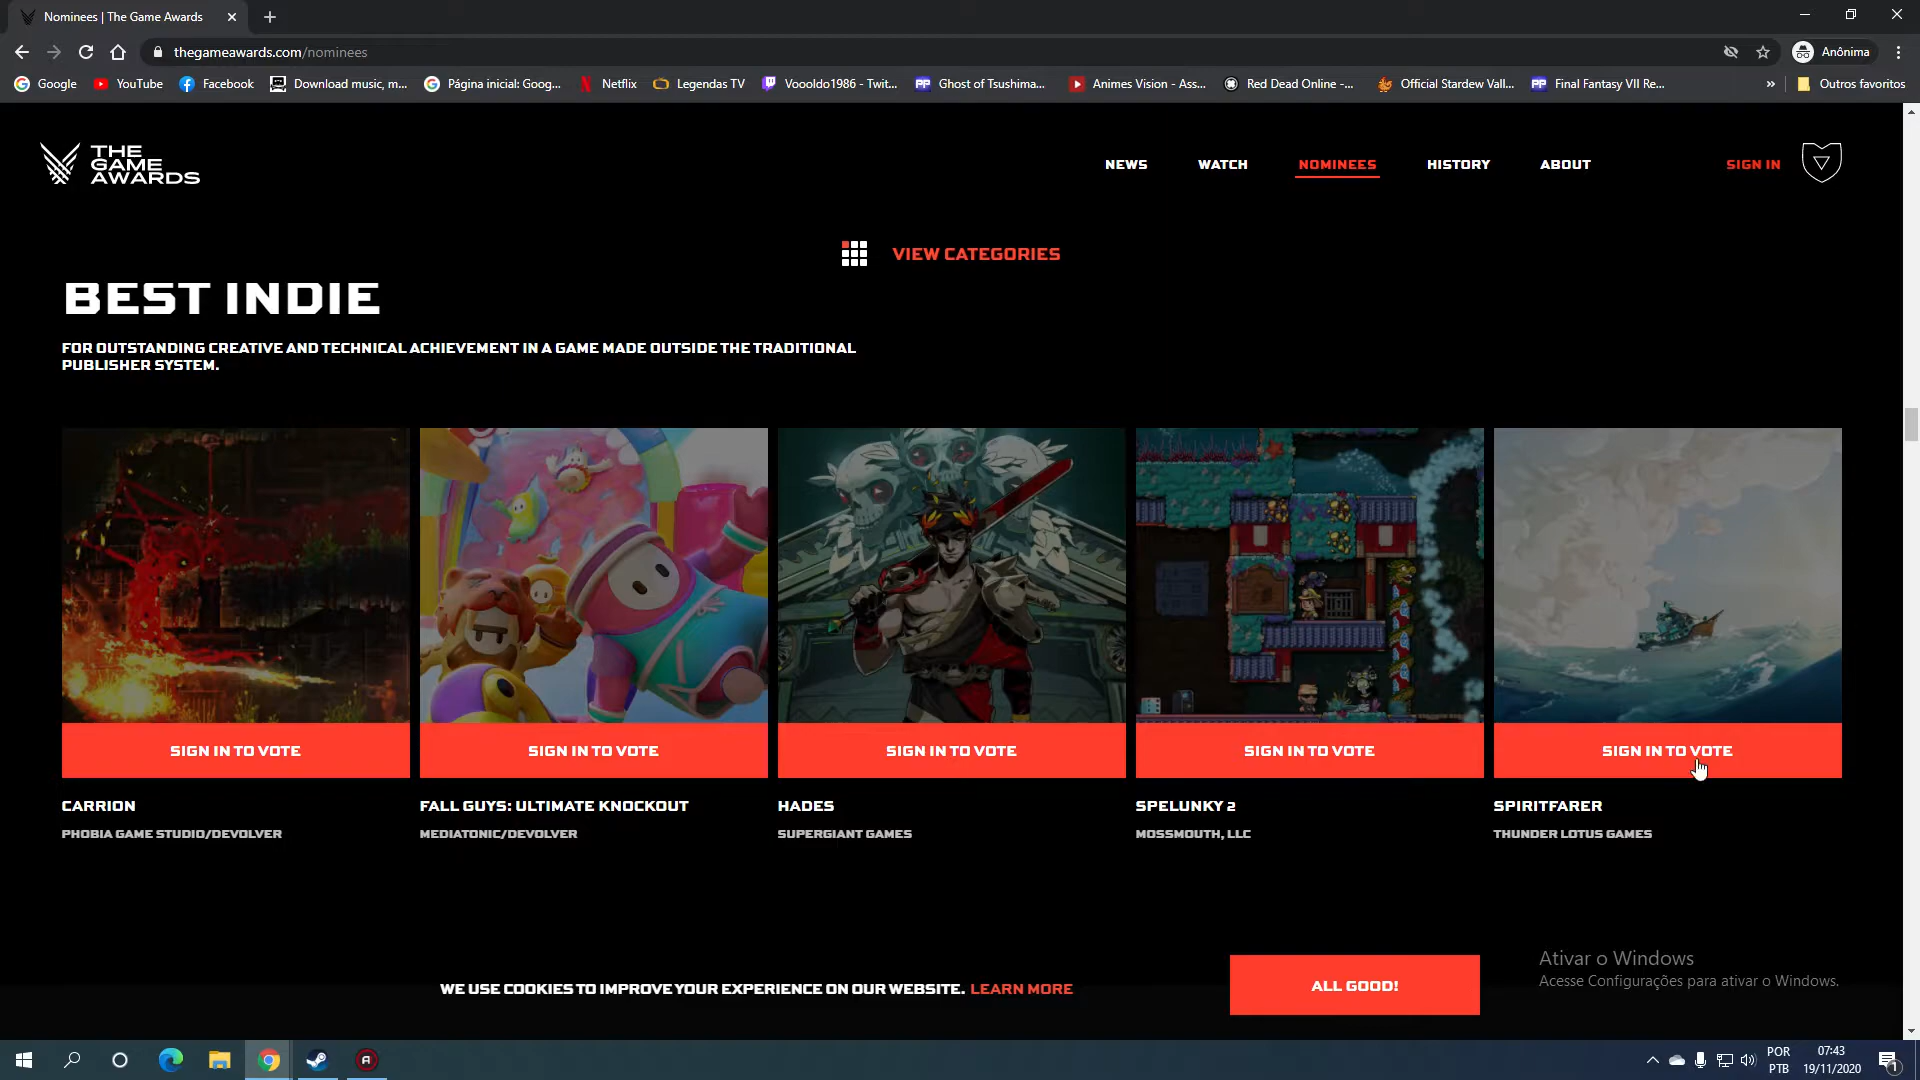 Nominees | The Game Awards
thegameawards.com/nominees
Anônima
Google
YouTube
Facebook
Download music, m...
Página inicial: Goog...
Netflix
Legendas TV
Voooldo1986 - Twit...
Ghost of Tsushima...
Animes Vision - Ass...
Red Dead Online -...
Official Stardew Vall...
Final Fantasy VII Re...
»
Outros favoritos
THE
GAME
AWARDS
NEWS
WATCH
NOMINEES
HISTORY
ABOUT
SIGN IN
VIEW CATEGORIES
BEST INDIE
FOR OUTSTANDING CREATIVE AND TECHNICAL ACHIEVEMENT IN A GAME MADE OUTSIDE THE TRADITIONAL
PUBLISHER SYSTEM.
SIGN IN TO VOTE
SIGN IN TO VOTE
SIGN IN TO VOTE
SIGN IN TO VOTE
SIGN IN TO VOTE
CARRION
FALL GUYS: ULTIMATE KNOCKOUT
HADES
SPELUNKY 2
SPIRITFARER
PHOBIA GAME STUDIO/DEVOLVER
MEDIATONIC/DEVOLVER
SUPERGIANT GAMES
MOSSMOUTH, LLC
THUNDER LOTUS GAMES
WE USE COOKIES TO IMPROVE YOUR EXPERIENCE ON OUR WEBSITE. LEARN MORE
ALL GOOD!
Ativar o Windows
Acesse Configurações para ativar o Windows.
POR
PTB
07:43
19/11/2020
1